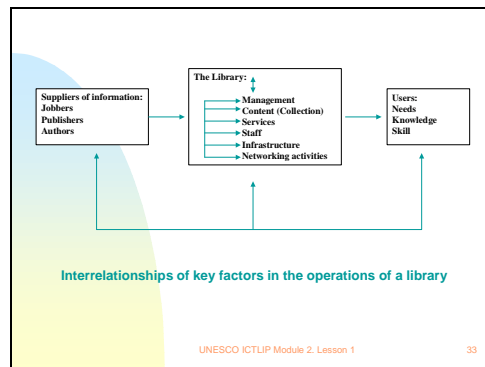 Suppliers of information:
Jobbers
Publishers
Authors
The Library:
Management
Content (Collection)
Services
Staff
Infrastructure
Networking activities
Users:
Needs
Knowledge
Skill
Interrelationships of key factors in the operations of a library
UNESCO ICTLIP Module 2. Lesson 1
33